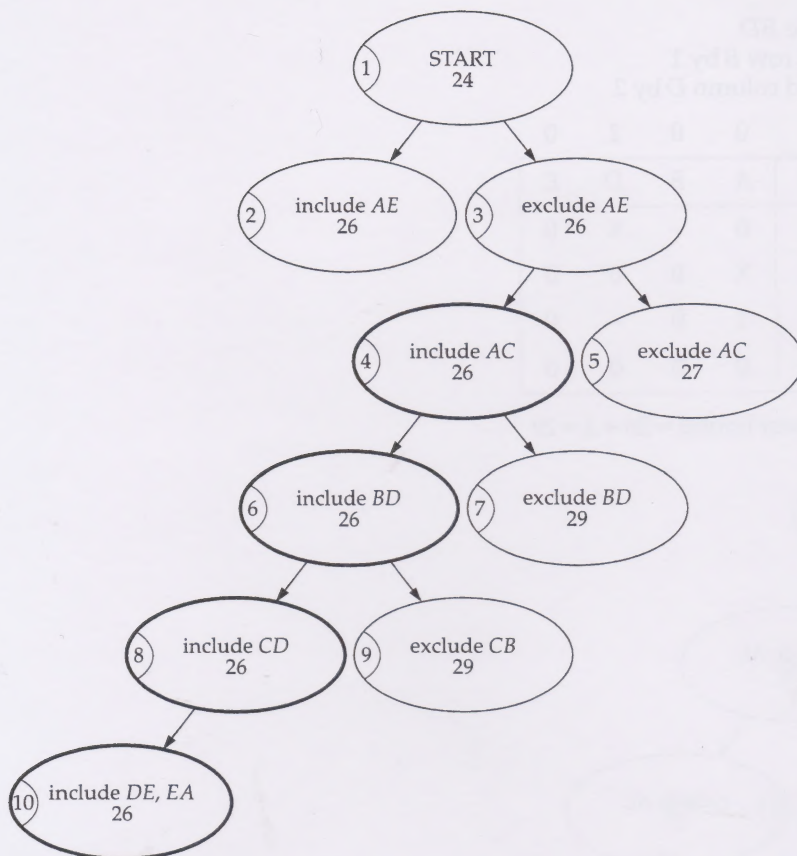 1 START
24
2 include AE
26
3 exclude AE
26
4 include AC
26
5 exclude AC
27
6 include BD
26
7 exclude BD
29
8 include CD
26
9 exclude CB
29
10 include DE, EA
26